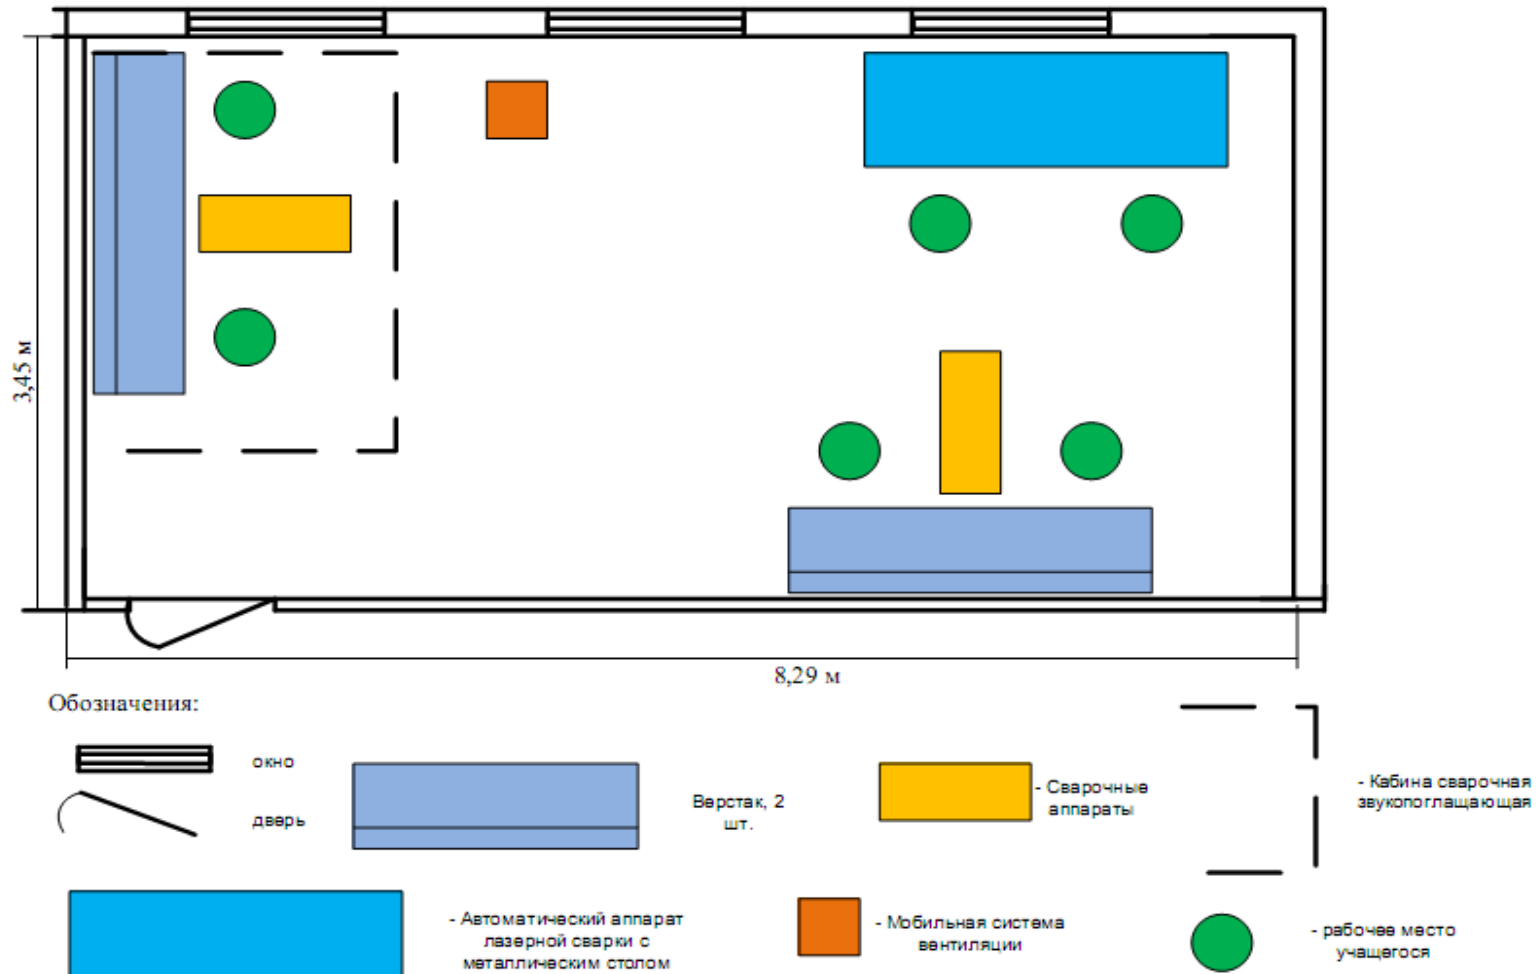 3,45 м
8,29 м
Обозначения:
окно
дверь
Верстак, 2
шт.
- Сварочные
аппараты
- Кабина сварочная
звукопоглащающая
- Автоматический аппарат
лазерной сварки с
металлическим столом
- Мобильная система
вентиляции
- рабочее место
учащегося